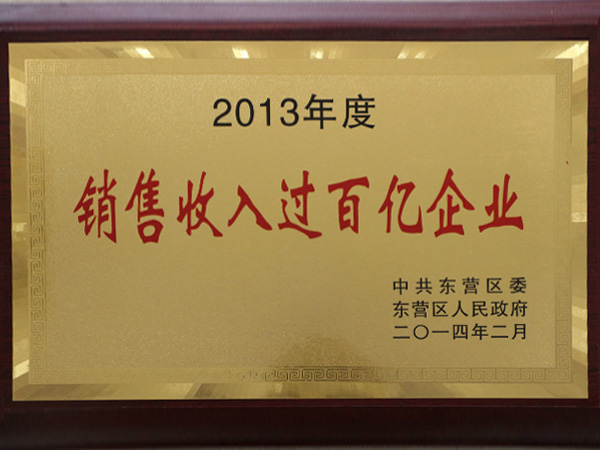 2013年度
销售收入过百亿企业
中共东营区委
东营区人民政府
二〇一四年二月